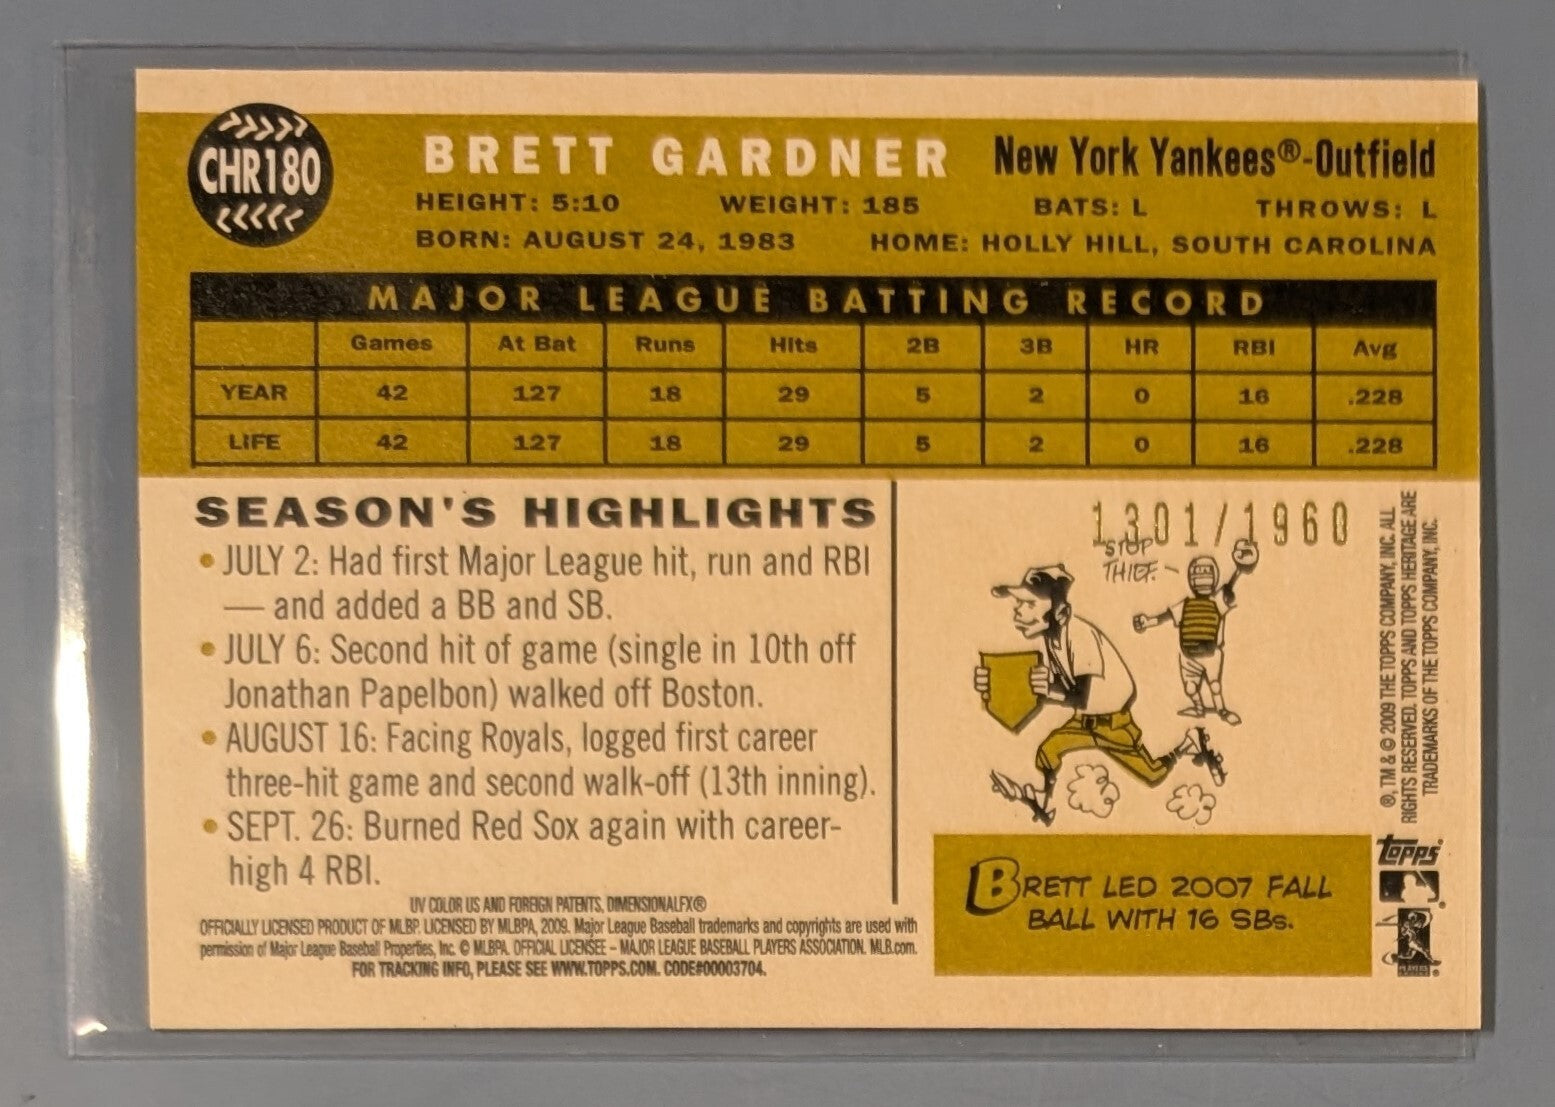 CHR180
BRETT GARDNER New York Yankees®-Outfield
HEIGHT: 5:10 WEIGHT: 185 BATS: L THROWS: L
BORN: AUGUST 24, 1983 HOME: HOLLY HILL, SOUTH CAROLINA
MAJOR LEAGUE BATTING RECORD
Games At Bat Runs Hits 2B 3B HR RBI Avg
YEAR 42 127 18 29 5 2 0 16 .228
LIFE 42 127 18 29 5 2 0 16 .228
SEASON'S HIGHLIGHTS
• JULY 2: Had first Major League hit, run and RBI
— and added a BB and SB.
• JULY 6: Second hit of game (single in 10th off
Jonathan Papelbon) walked off Boston.
• AUGUST 16: Facing Royals, logged first career
three-hit game and second walk-off (13th inning).
• SEPT. 26: Burned Red Sox again with career-
high 4 RBI.
UV COLOR US AND FOREIGN PATENTS, DIMENSIONALFX®
OFFICIALLY LICENSED PRODUCT OF MLBP. LICENSED BY MLBPA, 2009. Major League Baseball trademarks and copyrights are used with
permission of Major League Baseball Properties, Inc. © MLBPA. OFFICIAL LICENSEE – MAJOR LEAGUE BASEBALL PLAYERS ASSOCIATION. MLB.com.
FOR TRACKING INFO, PLEASE SEE WWW.TOPPS.COM. CODE#00003704.
1301/1960
STOP
THIEF.
BRETT LED 2007 FALL
BALL WITH 16 SBs.
®, TM & © 2009 THE TOPPS COMPANY, INC. ALL
RIGHTS RESERVED. TOPPS AND TOPPS HERITAGE ARE
TRADEMARKS OF THE TOPPS COMPANY, INC.
Topps®
PLAYERS